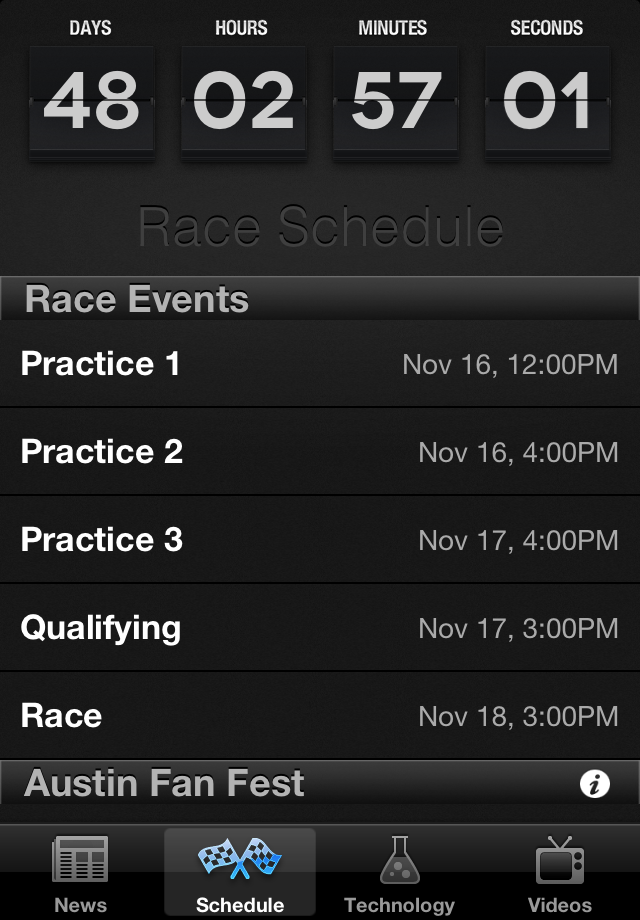 DAYS HOURS MINUTES SECONDS
48 02 57 01
Race Schedule
Race Events
Practice 1 Nov 16, 12:00PM
Practice 2 Nov 16, 4:00PM
Practice 3 Nov 17, 4:00PM
Qualifying Nov 17, 3:00PM
Race Nov 18, 3:00PM
Austin Fan Fest i
News Schedule Technology Videos